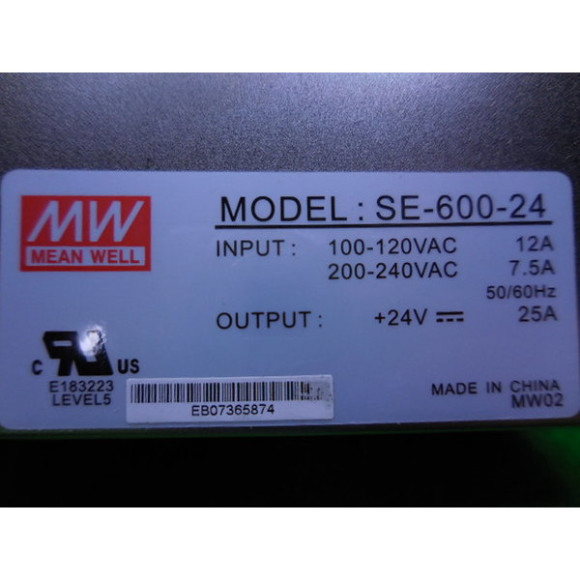 MW
MEAN WELL
MODEL : SE-600-24
INPUT : 100-120VAC 12A
200-240VAC 7.5A
50/60Hz
OUTPUT : +24V 25A
C RU US
E183223
LEVEL5
EB07365874
MADE IN CHINA
MW02